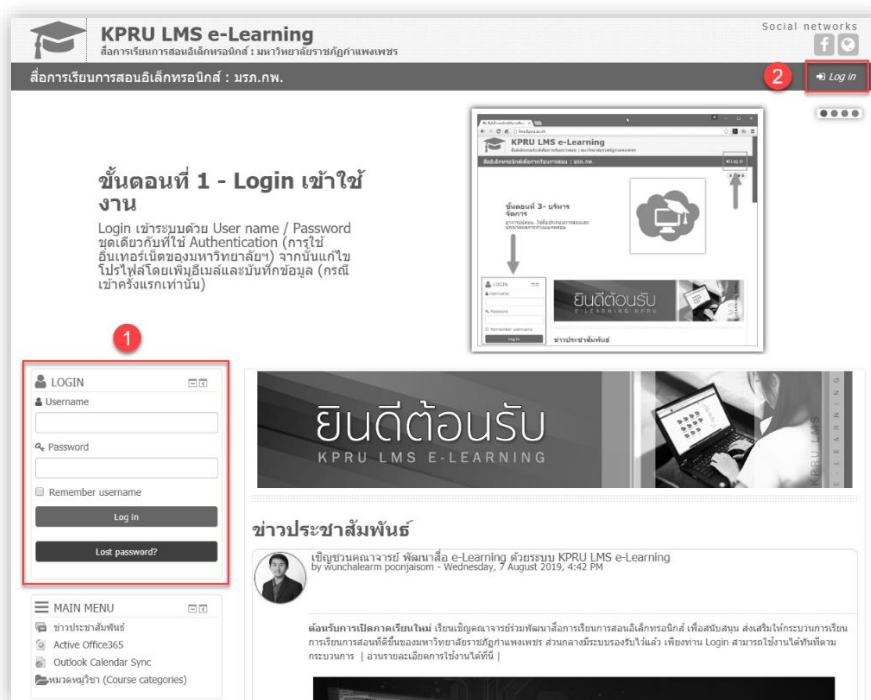 KPRU LMS e-Learning
สื่อการเรียนการสอนอิเล็กทรอนิกส์ : มหาวิทยาลัยราชภัฏกำแพงเพชร
Social networks
สื่อการเรียนการสอนอิเล็กทรอนิกส์ : มรภ.กพ.
2
Log in
ขั้นตอนที่ 1 - Login เข้าใช้
งาน
Login เข้าระบบด้วย User name / Password
ชุดเดียวกับที่ใช้ Authentication (การใช้
อินเทอร์เน็ตของมหาวิทยาลัยฯ) จากนั้นแก้ไข
โปรไฟล์โดยเพิ่มอีเมล์และบันทึกข้อมูล (กรณี
เข้าครั้งแรกเท่านั้น)
KPRU LMS e-Learning
Log in
ขั้นตอนที่ 3- บริหาร
จัดการ
LOGIN
Username
Password
Remember username
Log in
ยินดีต้อนรับ
E-LEARNING KPRU
ข่าวประชาสัมพันธ์
1
LOGIN
Username
Password
Remember username
Log in
Lost password?
ยินดีต้อนรับ
KPRU LMS E-LEARNING
KPRU LMS
E-LEARNING
ข่าวประชาสัมพันธ์
เชิญชวนคณาจารย์ พัฒนาสื่อ e-Learning ด้วยระบบ KPRU LMS e-Learning
by wunchalearm poonjaisom - Wednesday, 7 August 2019, 4:42 PM
MAIN MENU
ข่าวประชาสัมพันธ์
Active Office365
Outlook Calendar Sync
หมวดหมู่วิชา (Course categories)
ต้อนรับการเปิดภาคเรียนใหม่ เรียนเชิญคณาจารย์ร่วมพัฒนาสื่อการเรียนการสอนอิเล็กทรอนิกส์ เพื่อสนับสนุน ส่งเสริมให้กระบวนการเรียน
การเรียนการสอนที่ดีขึ้นของมหาวิทยาลัยราชภัฏกำแพงเพชร ส่วนกลางมีระบบรองรับไว้แล้ว เพียงท่าน Login สามารถใช้งานได้ทันทีตาม
กระบวนการ | อ่านรายละเอียดการใช้งานได้ที่นี่ |